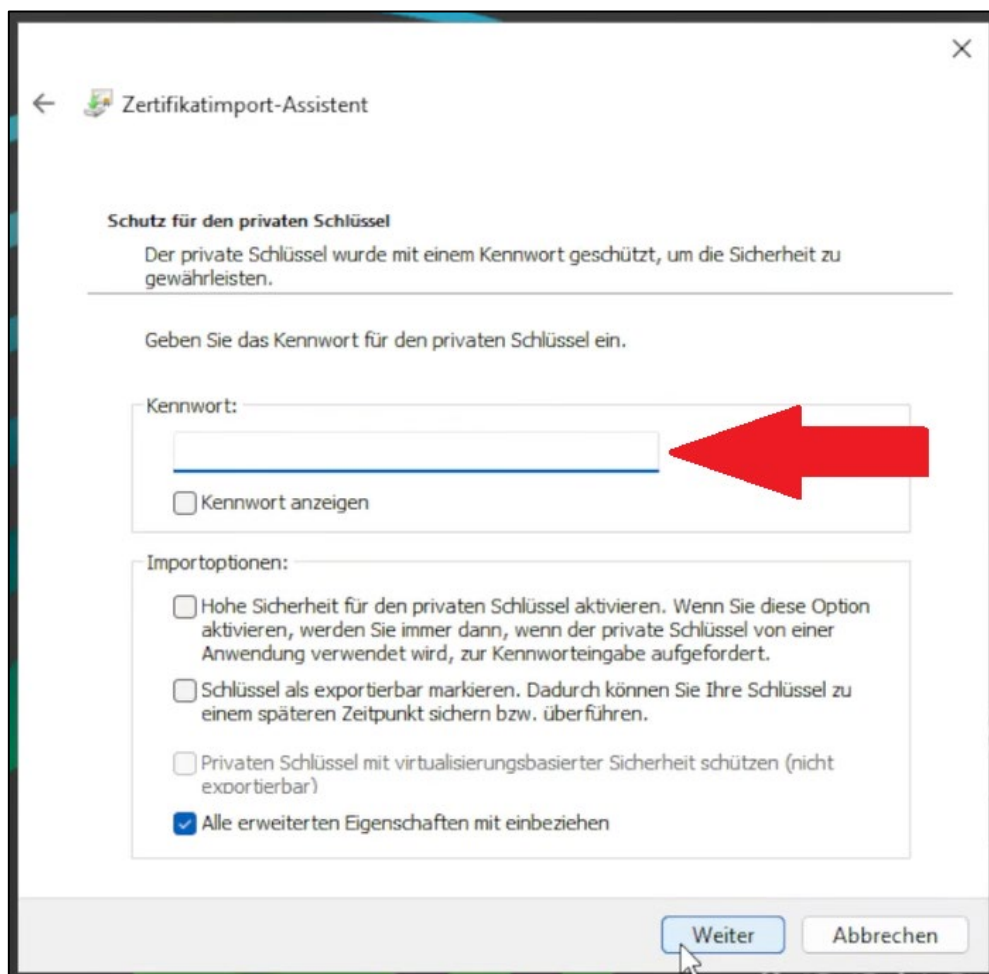 Zertifikatimport-Assistent
Schutz für den privaten Schlüssel
Der private Schlüssel wurde mit einem Kennwort geschützt, um die Sicherheit zu
gewährleisten.
Geben Sie das Kennwort für den privaten Schlüssel ein.
Kennwort:
Kennwort anzeigen
Importoptionen:
Hohe Sicherheit für den privaten Schlüssel aktivieren. Wenn Sie diese Option
aktivieren, werden Sie immer dann, wenn der private Schlüssel von einer
Anwendung verwendet wird, zur Kennworteingabe aufgefordert.
Schlüssel als exportierbar markieren. Dadurch können Sie Ihre Schlüssel zu
einem späteren Zeitpunkt sichern bzw. überführen.
Privaten Schlüssel mit virtualisierungsbasierter Sicherheit schützen (nicht
exportierbar)
Alle erweiterten Eigenschaften mit einbeziehen
Weiter
Abbrechen